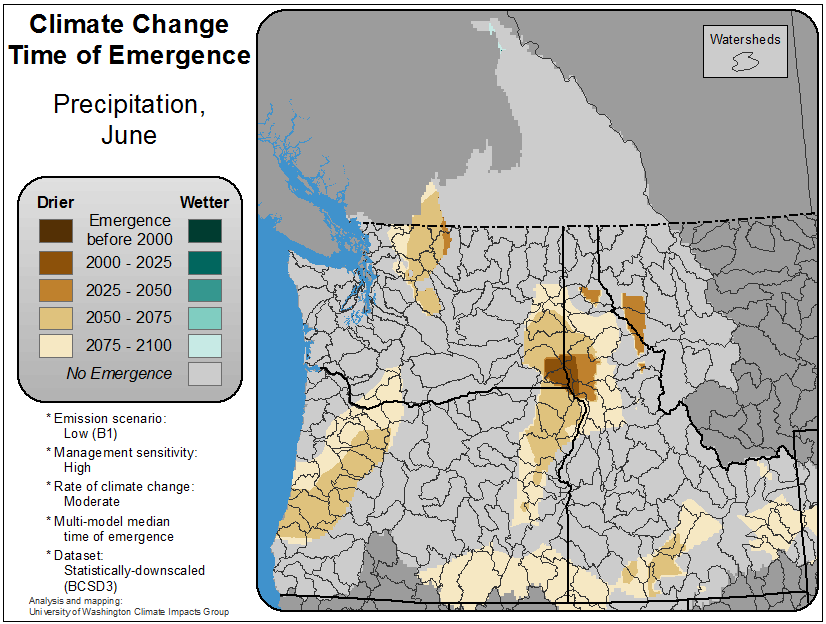 Climate Change
Time of Emergence
Precipitation,
June
Drier
Wetter
Emergence
before 2000
2000 - 2025
2025 - 2050
2050 - 2075
2075 - 2100
No Emergence
* Emission scenario:
Low (B1)
* Management sensitivity:
High
* Rate of climate change:
Moderate
* Multi-model median
time of emergence
* Dataset:
Statistically-downscaled
(BCSD3)
Analysis and mapping:
University of Washington Climate Impacts Group
Watersheds